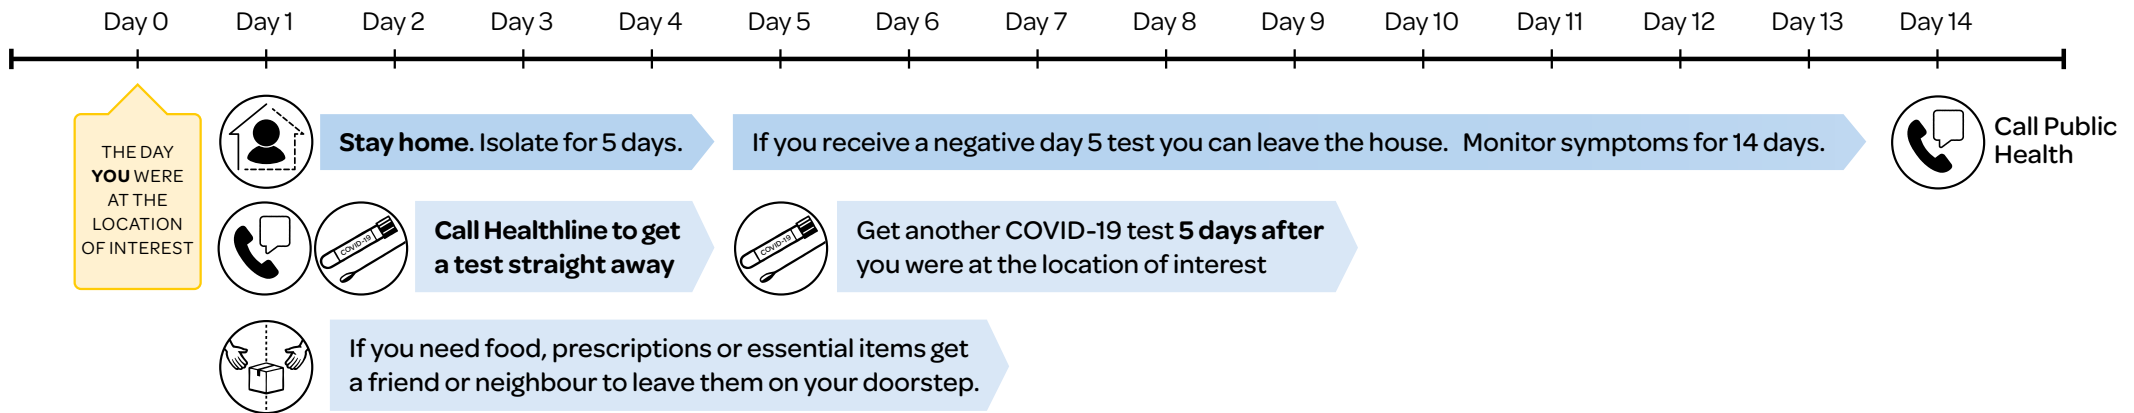 Day 0 Day 1 Day 2 Day 3 Day 4 Day 5 Day 6 Day 7 Day 8 Day 9 Day 10 Day 11 Day 12 Day 13 Day 14
THE DAY
YOU WERE
AT THE
LOCATION
OF INTEREST
Stay home. Isolate for 5 days.
If you receive a negative day 5 test you can leave the house. Monitor symptoms for 14 days.
Call Public
Health
COVID-19
Call Healthline to get
a test straight away
COVID-19
Get another COVID-19 test 5 days after
you were at the location of interest
If you need food, prescriptions or essential items get
a friend or neighbour to leave them on your doorstep.